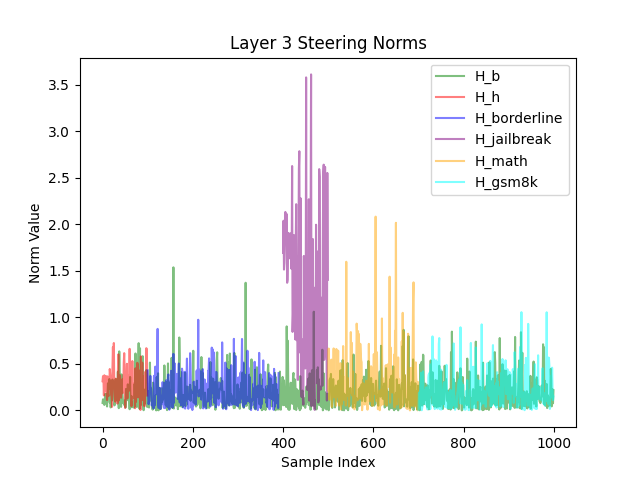 Layer 3 Steering Norms
Norm Value
3.5
3.0
2.5
2.0
1.5
1.0
0.5
0.0
H_b
H_h
H_borderline
H_jailbreak
H_math
H_gsm8k
0 200 400 600 800 1000
Sample Index